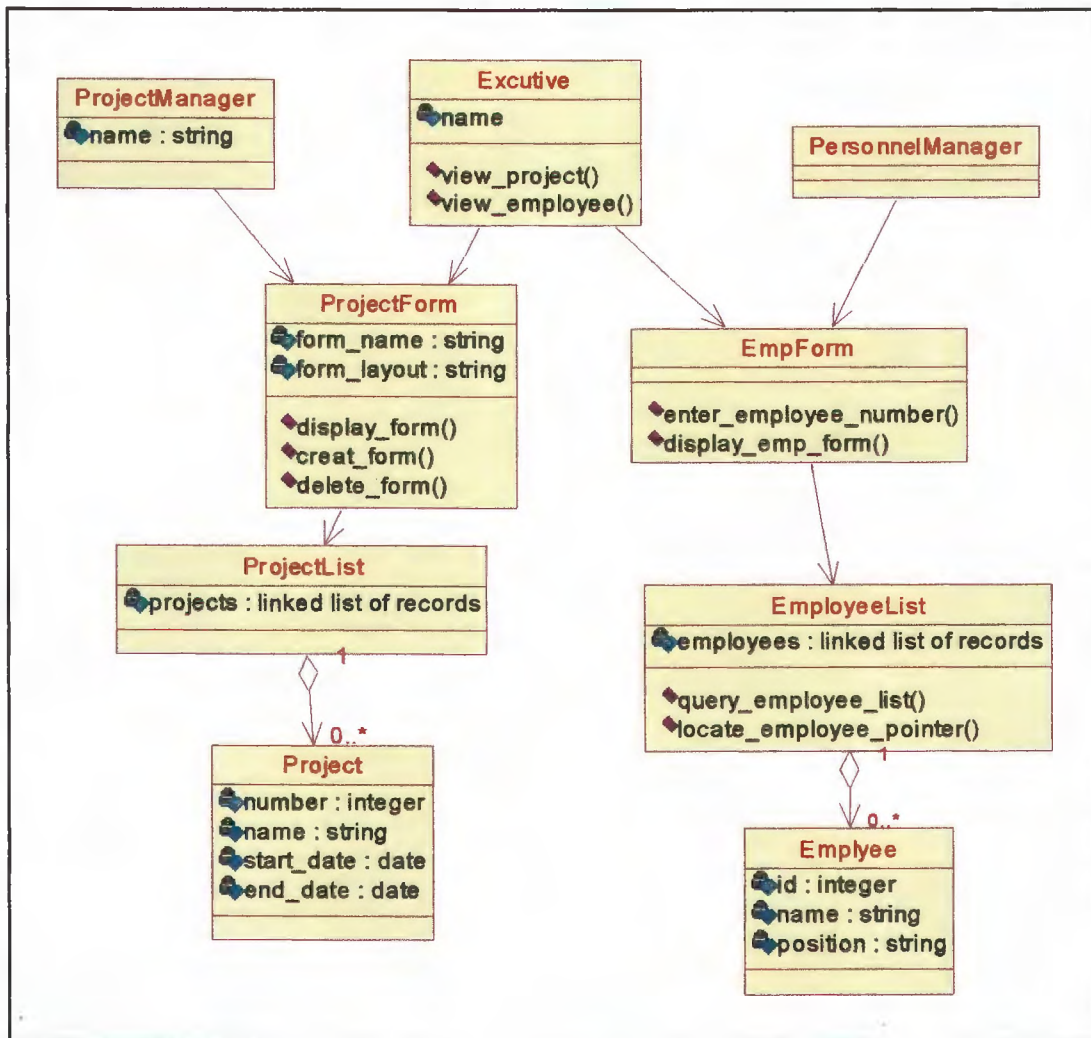 ProjectManager
name : string
Excutive
name
view_project()
view_employee()
PersonnelManager
ProjectForm
form_name : string
form_layout : string
display_form()
creat_form()
delete_form()
EmpForm
enter_employee_number()
display_emp_form()
ProjectList
projects : linked list of records
1
0..*
Project
number : integer
name : string
start_date : date
end_date : date
EmployeeList
employees : linked list of records
query_employee_list()
locate_employee_pointer()
1
0..*
Emplyee
id : integer
name : string
position : string